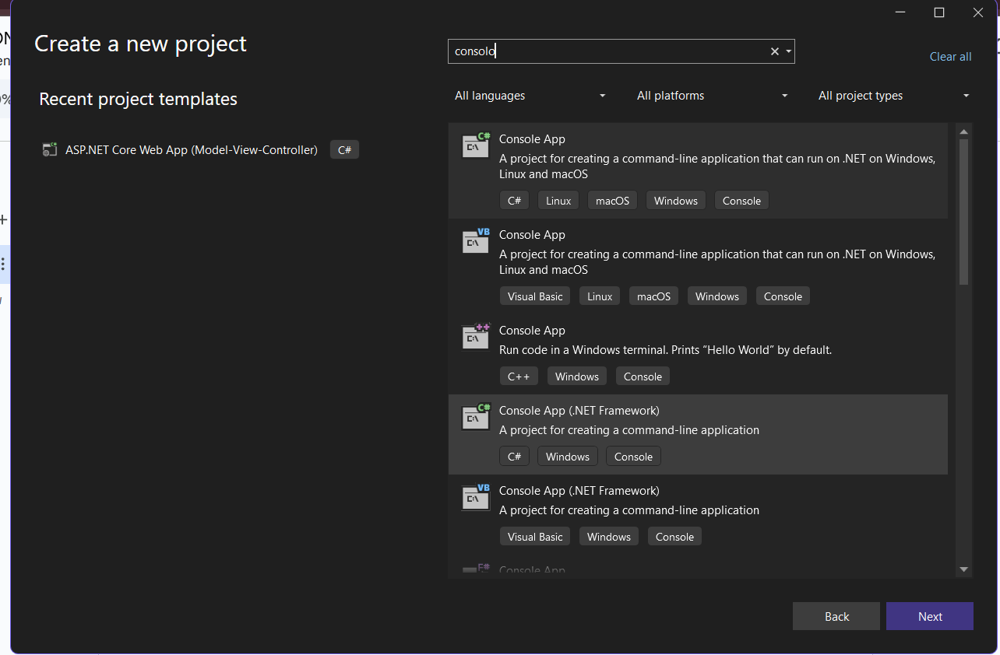 Create a new project
Recent project templates
ASP.NET Core Web App (Model-View-Controller) C#
consolo
Clear all
All languages All platforms All project types
Console App
A project for creating a command-line application that can run on .NET on Windows,
Linux and macOS
C# Linux macOS Windows Console
Console App
A project for creating a command-line application that can run on .NET on Windows,
Linux and macOS
Visual Basic Linux macOS Windows Console
Console App
Run code in a Windows terminal. Prints “Hello World” by default.
C++ Windows Console
Console App (.NET Framework)
A project for creating a command-line application
C# Windows Console
Console App (.NET Framework)
A project for creating a command-line application
Visual Basic Windows Console
Console App
Back Next